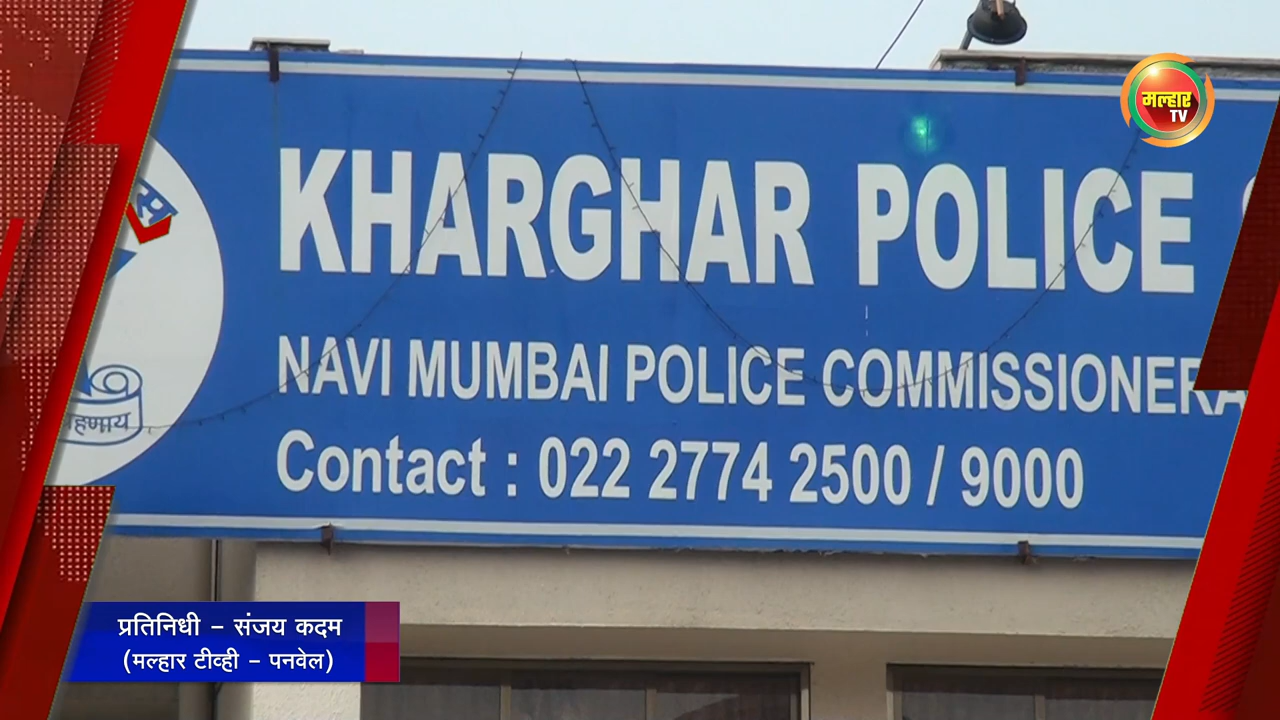 मल्हार
TV
KHARGHAR POLICE
NAVI MUMBAI POLICE COMMISSIONERA
Contact : 022 2774 2500 / 9000
प्रतिनिधी - संजय कदम
(मल्हार टीव्ही - पनवेल)